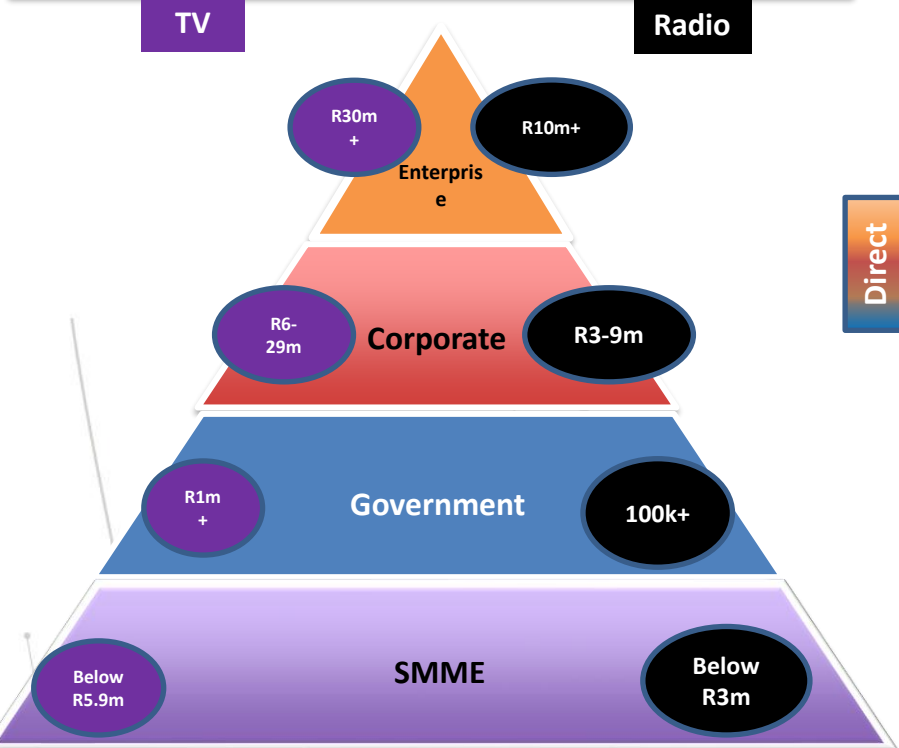 TV
Radio
R30m
+
R10m+
Enterpris
e
Direct
R6-
29m
Corporate
R3-9m
R1m
+
Government
100k+
Below
R5.9m
SMME
Below
R3m